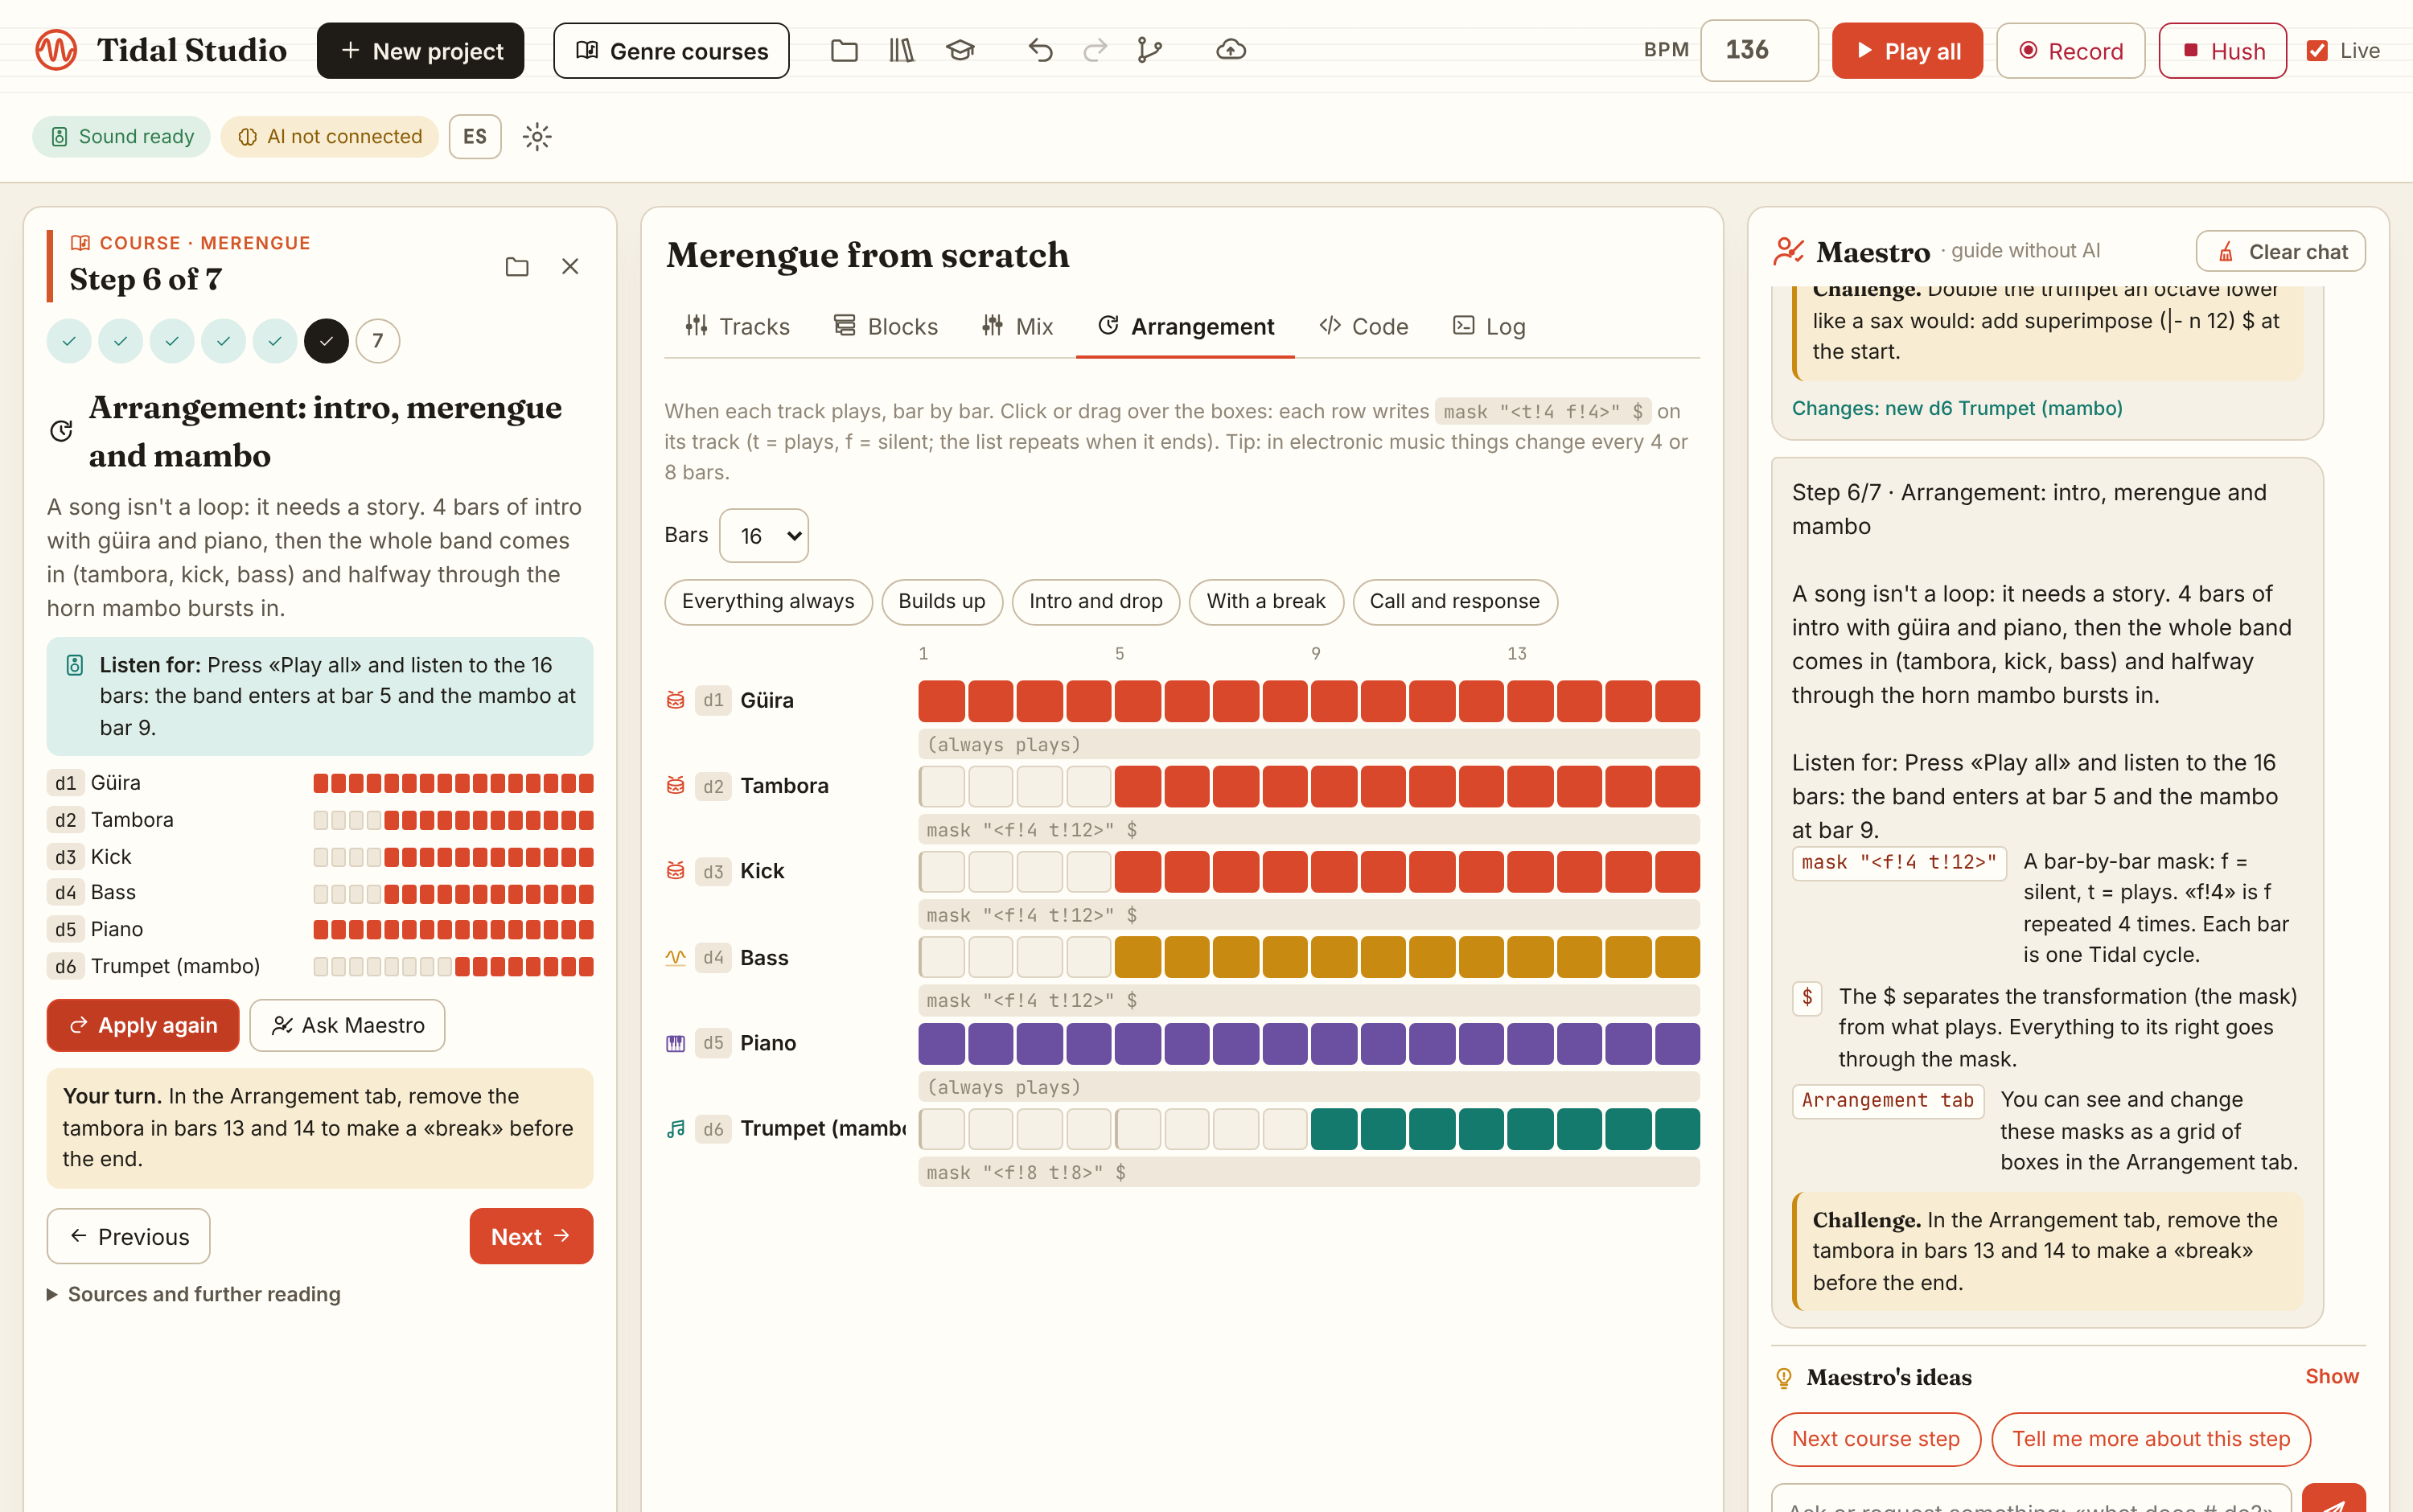 Tidal Studio
New project
Genre courses
BPM 136
Play all
Record
Hush
Live
Sound ready
AI not connected
ES
COURSE · MERENGUE
Step 6 of 7
7
Arrangement: intro, merengue
and mambo
A song isn't a loop: it needs a story. 4 bars of intro
with güira and piano, then the whole band comes
in (tambora, kick, bass) and halfway through the
horn mambo bursts in.
Listen for: Press «Play all» and listen to the 16
bars: the band enters at bar 5 and the mambo at
bar 9.
d1 Güira
d2 Tambora
d3 Kick
d4 Bass
d5 Piano
d6 Trumpet (mambo)
Apply again
Ask Maestro
Your turn. In the Arrangement tab, remove the
tambora in bars 13 and 14 to make a «break» before
the end.
Previous
Next
Sources and further reading
Merengue from scratch
Tracks
Blocks
Mix
Arrangement
Code
Log
When each track plays, bar by bar. Click or drag over the boxes: each row writes mask "<t!4 f!4>" $ on
its track (t = plays, f = silent; the list repeats when it ends). Tip: in electronic music things change every 4 or
8 bars.
Bars 16
Everything always
Builds up
Intro and drop
With a break
Call and response
1 5 9 13
d1 Güira
(always plays)
d2 Tambora
mask "<f!4 t!12>" $
d3 Kick
mask "<f!4 t!12>" $
d4 Bass
mask "<f!4 t!12>" $
d5 Piano
(always plays)
d6 Trumpet (mambo
mask "<f!8 t!8>" $
Maestro · guide without AI
Clear chat
Challenge. Double the trumpet an octave lower
like a sax would: add superimpose (|- n 12) $ at
the start.
Changes: new d6 Trumpet (mambo)
Step 6/7 · Arrangement: intro, merengue and
mambo
A song isn't a loop: it needs a story. 4 bars of
intro with güira and piano, then the whole band
comes in (tambora, kick, bass) and halfway
through the horn mambo bursts in.
Listen for: Press «Play all» and listen to the 16
bars: the band enters at bar 5 and the mambo
at bar 9.
mask "<f!4 t!12>" A bar-by-bar mask: f =
silent, t = plays. «f!4» is f
repeated 4 times. Each bar
is one Tidal cycle.
$ The $ separates the transformation (the mask)
from what plays. Everything to its right goes
through the mask.
Arrangement tab You can see and change
these masks as a grid of
boxes in the Arrangement tab.
Challenge. In the Arrangement tab, remove the
tambora in bars 13 and 14 to make a «break»
before the end.
Maestro's ideas
Show
Next course step
Tell me more about this step
Ask or request something: «what does # do?»